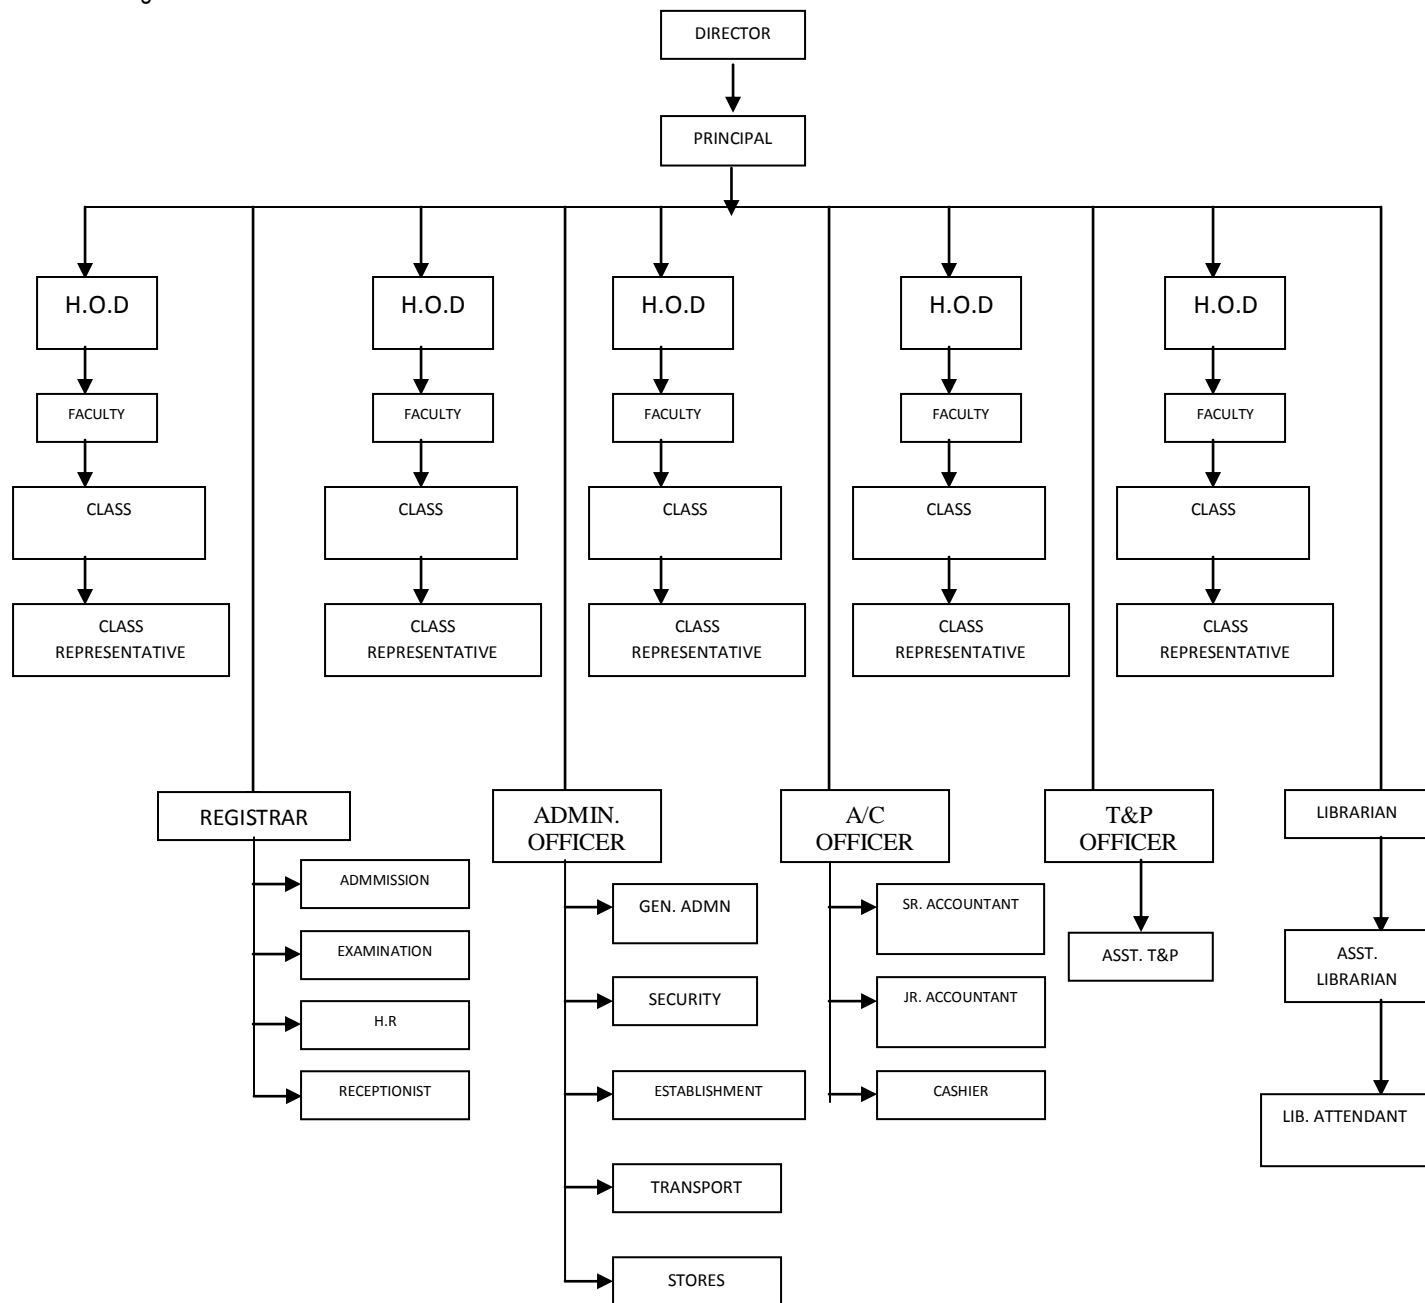 DIRECTOR
PRINCIPAL
H.O.D
H.O.D
H.O.D
H.O.D
H.O.D
FACULTY
FACULTY
FACULTY
FACULTY
FACULTY
CLASS
CLASS
CLASS
CLASS
CLASS
CLASS
REPRESENTATIVE
CLASS
REPRESENTATIVE
CLASS
REPRESENTATIVE
CLASS
REPRESENTATIVE
CLASS
REPRESENTATIVE
REGISTRAR
ADMMISSION
EXAMINATION
H.R
RECEPTIONIST
ADMIN.
OFFICER
GEN. ADMN
SECURITY
ESTABLISHMENT
TRANSPORT
STORES
A/C
OFFICER
SR. ACCOUNTANT
JR. ACCOUNTANT
CASHIER
T&P
OFFICER
ASST. T&P
LIBRARIAN
ASST.
LIBRARIAN
LIB. ATTENDANT